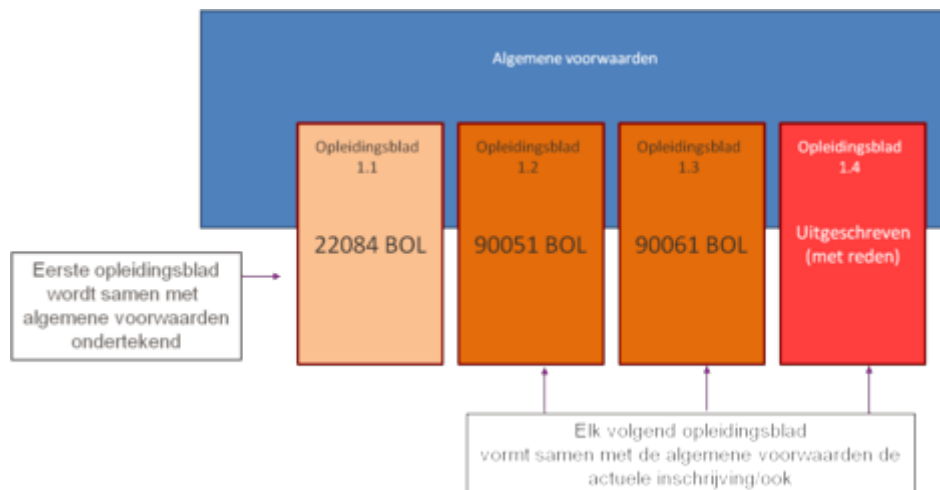 Algemene voorwaarden
Opleidingsblad
1.1
22084 BOL
Opleidingsblad
1.2
90051 BOL
Opleidingsblad
1.3
90061 BOL
Opleidingsblad
1.4
Uitgeschreven
(met reden)
Eerste opleidingsblad
wordt samen met
algemene voorwaarden
ondertekend
Elk volgend opleidingsblad
vormt samen met de algemene voorwaarden de
actuele inschrijving/ook